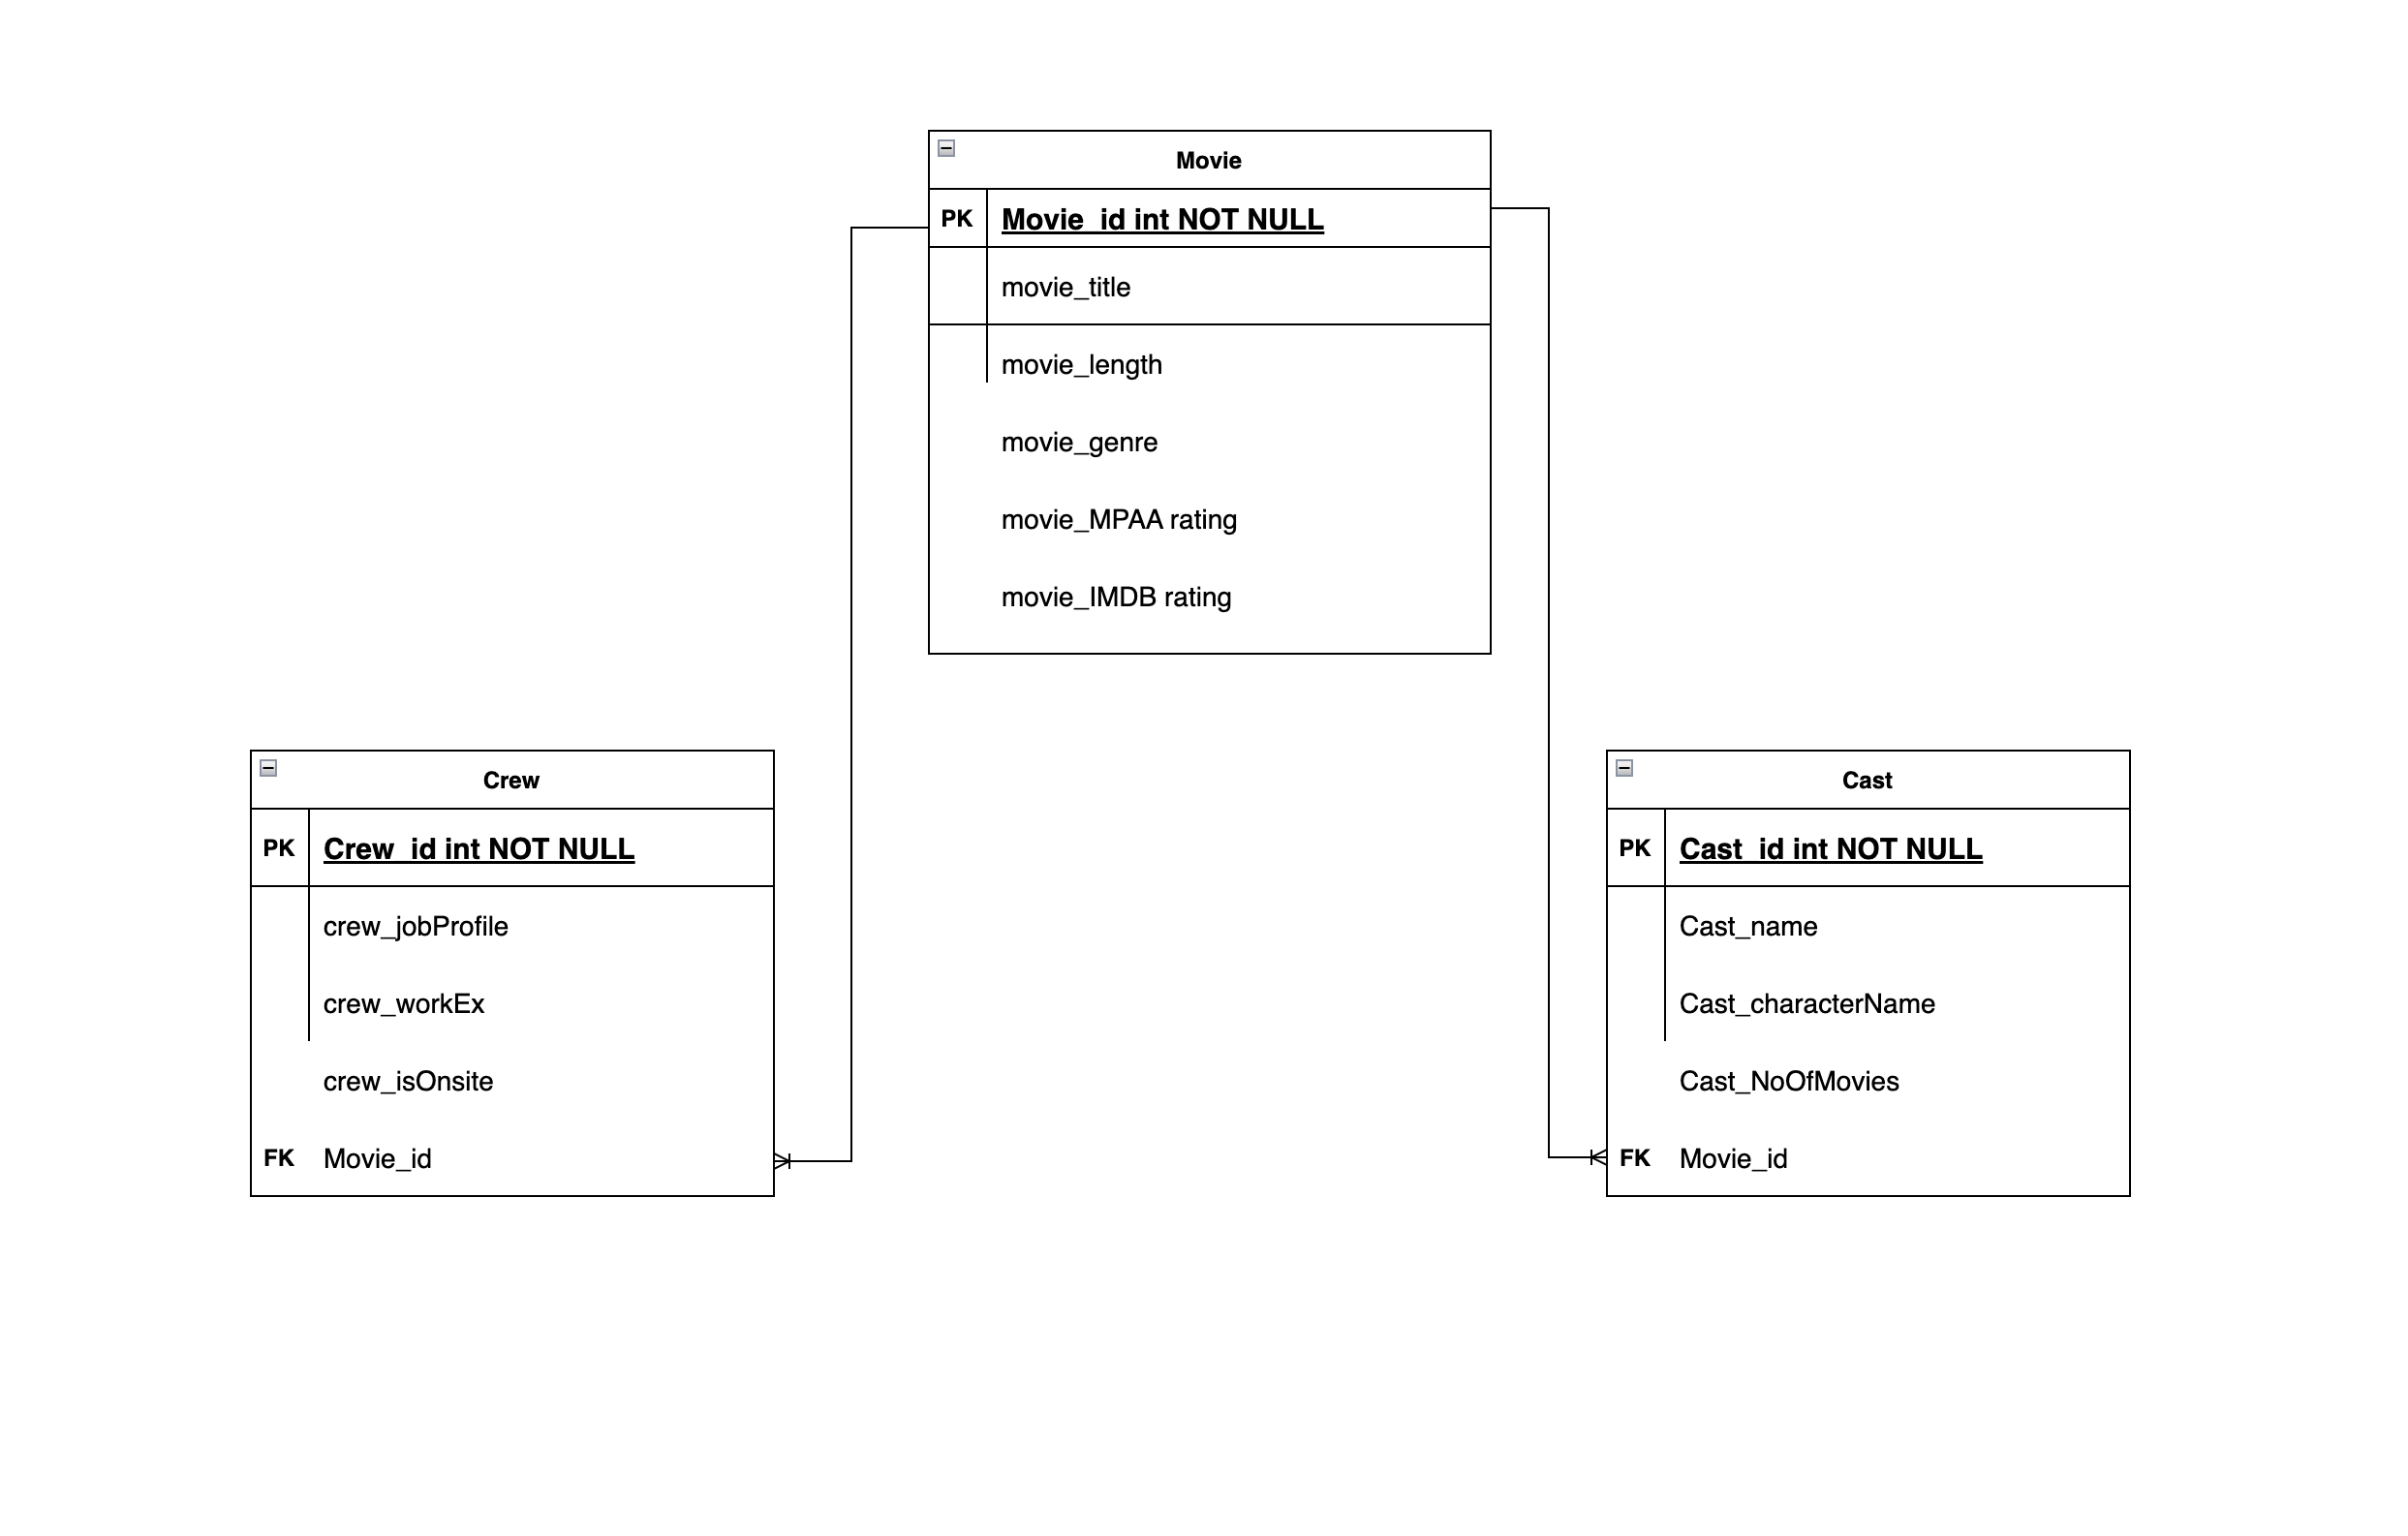 Movie
PK Movie_id int NOT NULL
movie_title
movie_length
movie_genre
movie_MPAA rating
movie_IMDB rating
Crew
PK Crew_id int NOT NULL
crew_jobProfile
crew_workEx
crew_isOnsite
FK Movie_id
Cast
PK Cast_id int NOT NULL
Cast_name
Cast_characterName
Cast_NoOfMovies
FK Movie_id